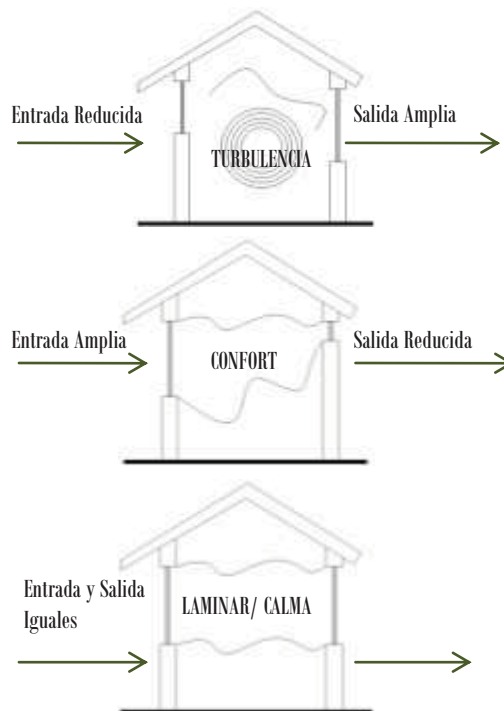 Entrada Reducida
Salida Amplia
TURBULENCIA
Entrada Amplia
Salida Reducida
CONFORT
Entrada y Salida
Iguales
LAMINAR/ CALMA